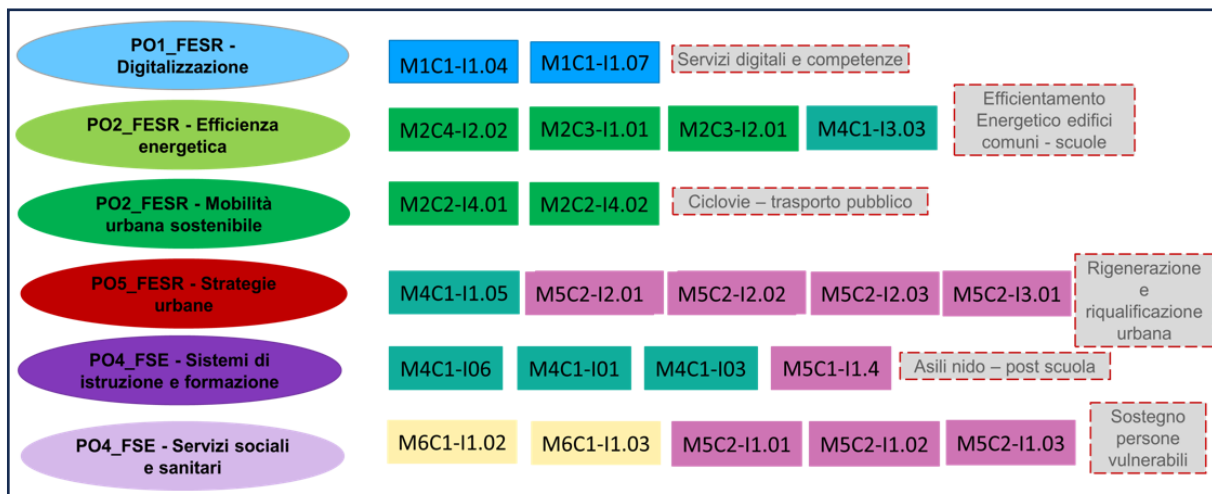 PO1_FESR -
Digitalizzazione
M1C1-I1.04
M1C1-I1.07
Servizi digitali e competenze
PO2_FESR - Efficienza
energetica
M2C4-I2.02
M2C3-I1.01
M2C3-I2.01
M4C1-I3.03
Efficientamento
Energetico edifici
comuni - scuole
PO2_FESR - Mobilità
urbana sostenibile
M2C2-I4.01
M2C2-I4.02
Ciclovie – trasporto pubblico
PO5_FESR - Strategie
urbane
M4C1-I1.05
M5C2-I2.01
M5C2-I2.02
M5C2-I2.03
M5C2-I3.01
Rigenerazione
e
riqualificazione
urbana
PO4_FSE - Sistemi di
istruzione e formazione
M4C1-I06
M4C1-I01
M4C1-I03
M5C1-I1.4
Asili nido – post scuola
PO4_FSE - Servizi sociali
e sanitari
M6C1-I1.02
M6C1-I1.03
M5C2-I1.01
M5C2-I1.02
M5C2-I1.03
Sostegno
persone
vulnerabili